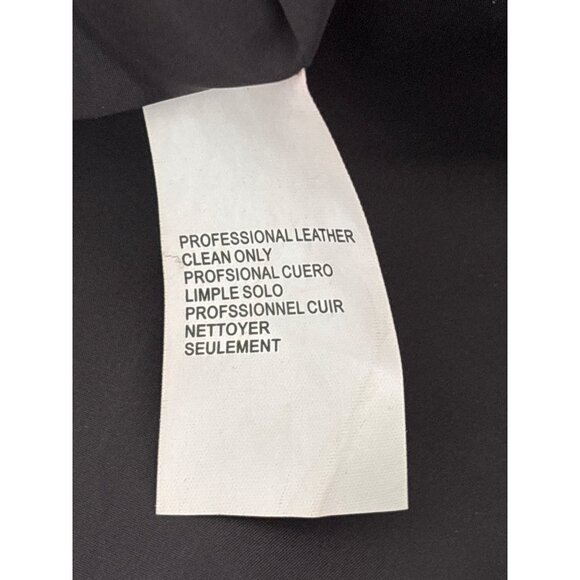 PROFESSIONAL LEATHER
CLEAN ONLY
PROFSIONAL CUERO
LIMPLE SOLO
PROFSSIONNEL CUIR
NETTOYER
SEULEMENT